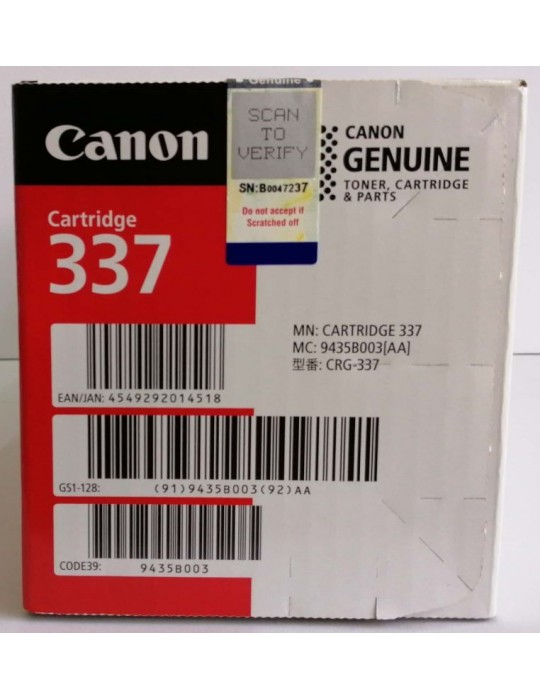 Genuine
SCAN
TO
VERIFY
SN:B0047237
Do not accept if
Scratched off
Canon
CANON
GENUINE
TONER, CARTRIDGE
& PARTS
Cartridge
337
MN: CARTRIDGE 337
MC: 9435B003[AA]
型番: CRG-337
EAN/JAN: 4549292014518
GS1-128: (91)9435B003(92)AA
CODE39: 9435B003